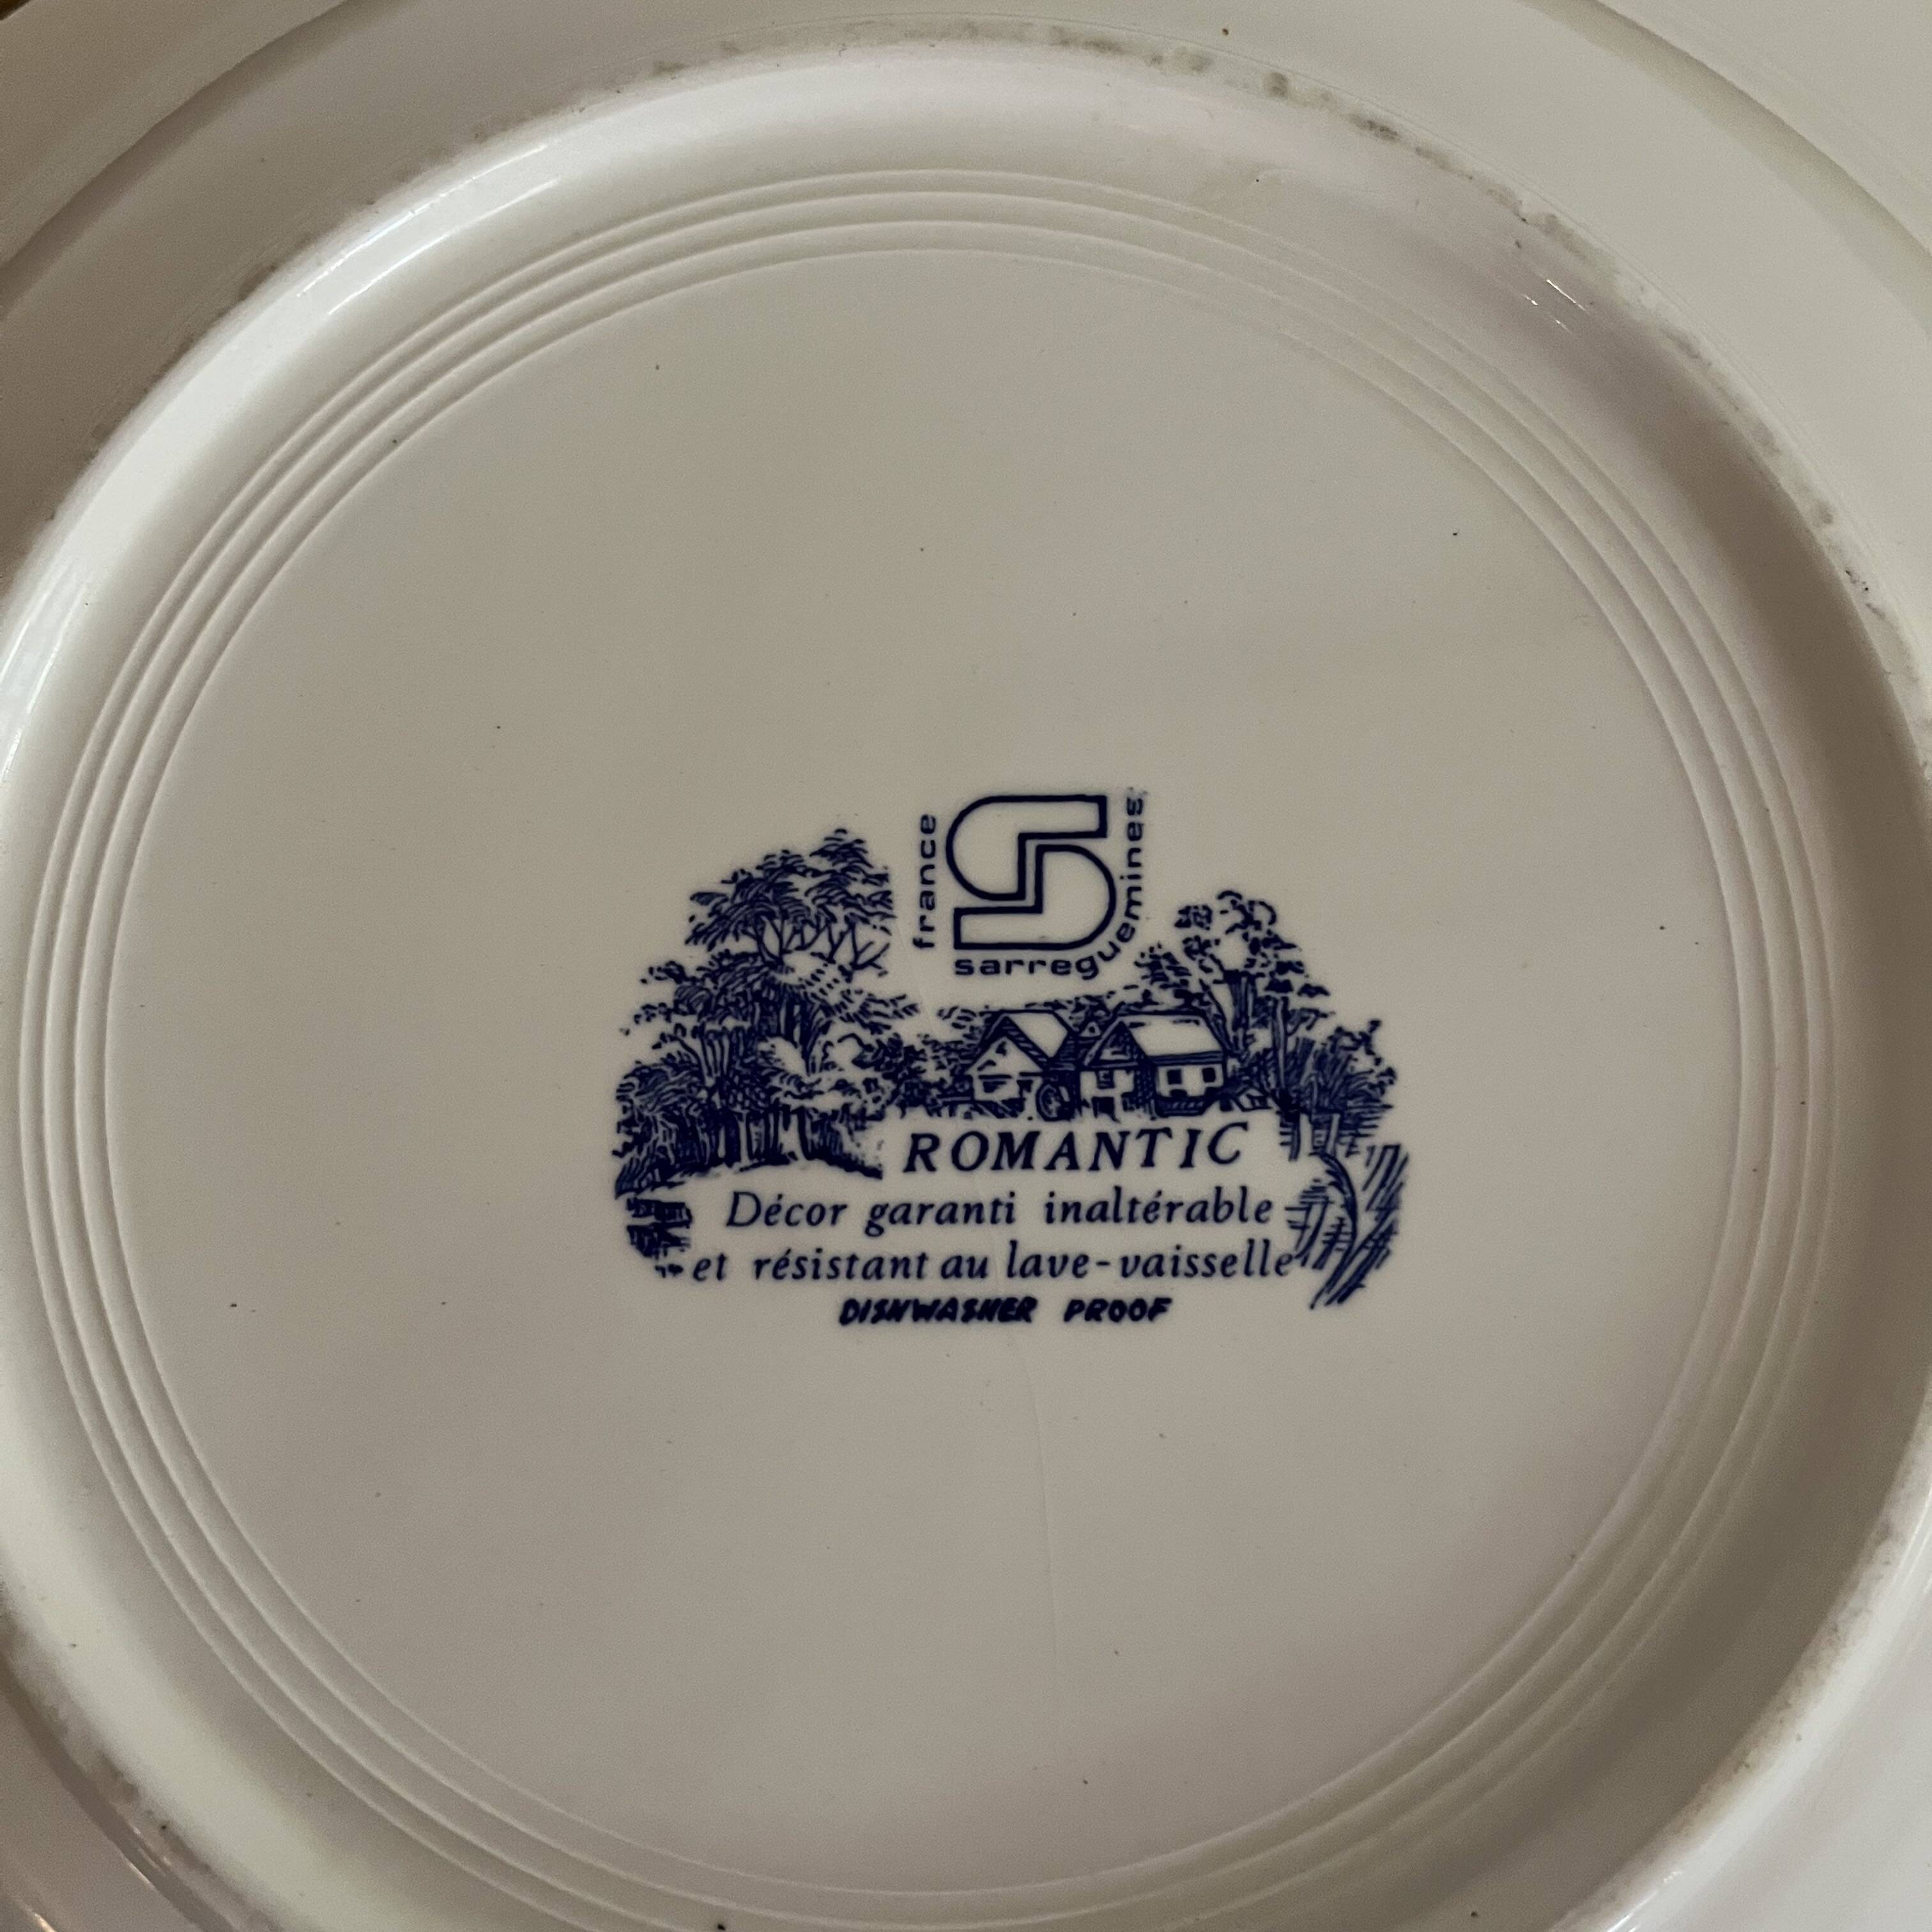 france
S
sarreguemines
ROMANTIC
Décor garanti inaltérable
et résistant au lave-vaisselle
DISHWASHER PROOF